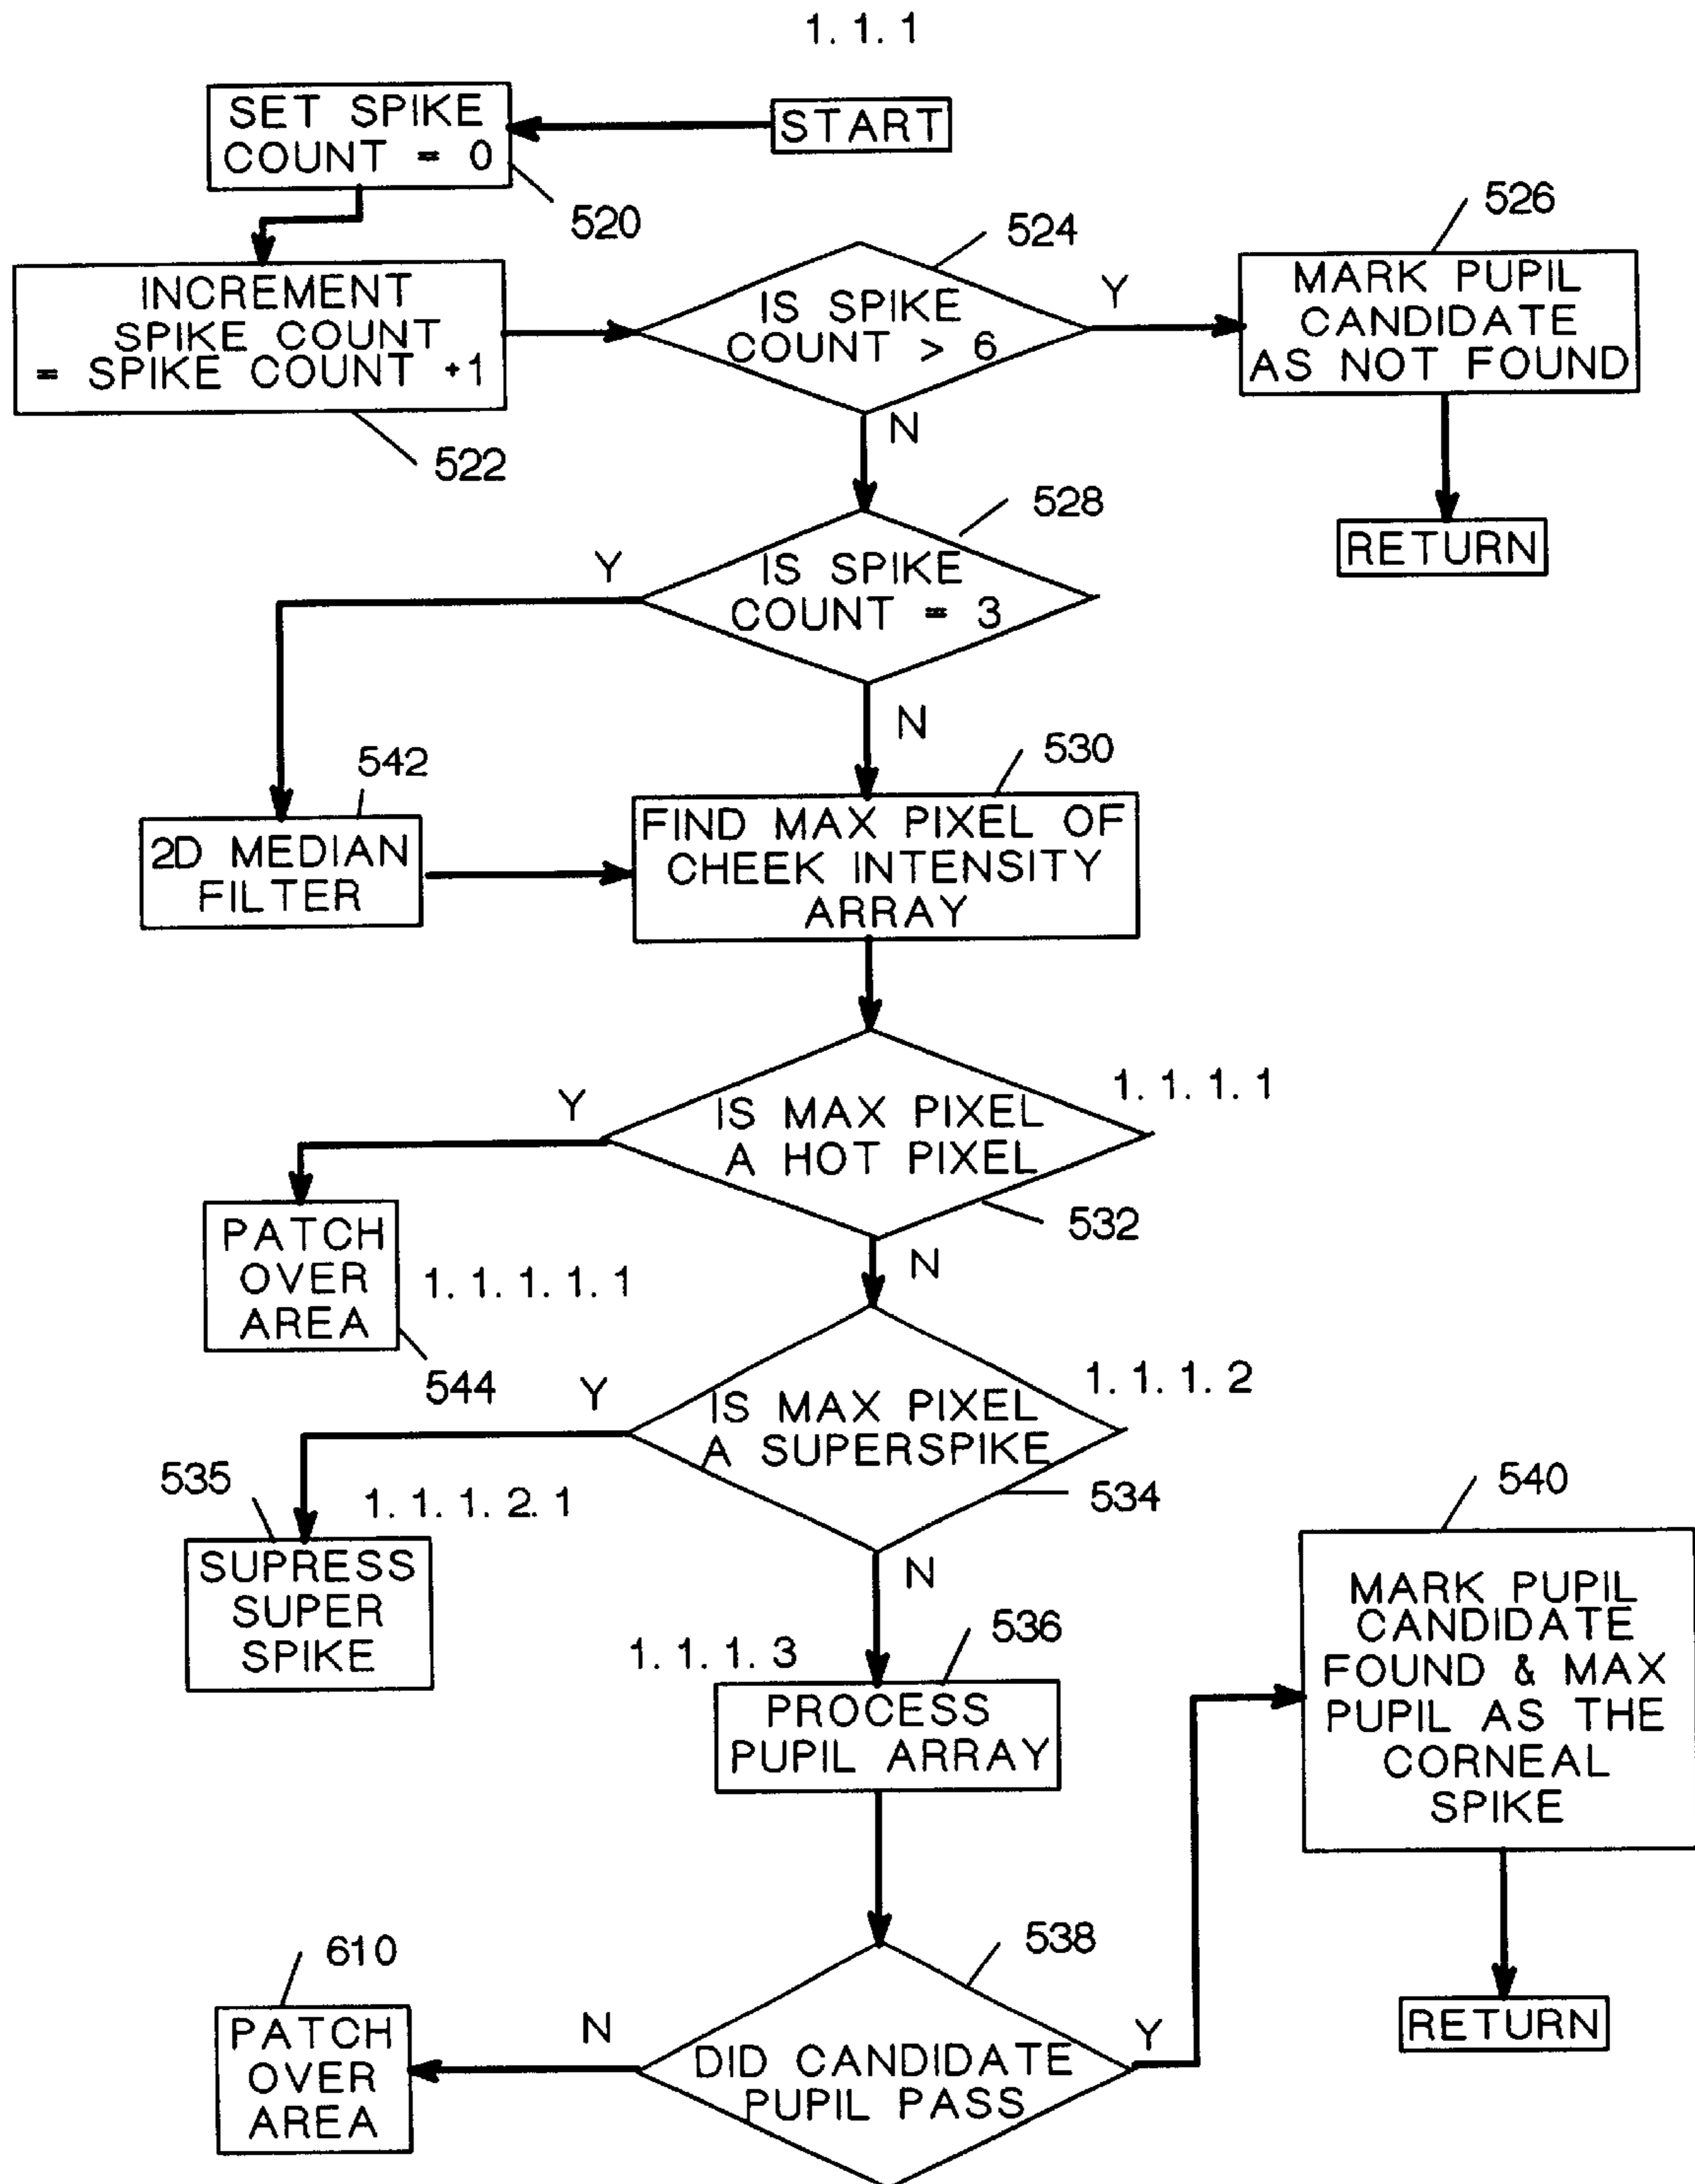 1. 1. 1
START
SET SPIKE
COUNT = 0
520
INCREMENT
SPIKE COUNT
= SPIKE COUNT +1
522
524
IS SPIKE
COUNT > 6
Y
N
526
MARK PUPIL
CANDIDATE
AS NOT FOUND
RETURN
528
IS SPIKE
COUNT = 3
Y
N
542
2D MEDIAN
FILTER
530
FIND MAX PIXEL OF
CHEEK INTENSITY
ARRAY
1. 1. 1. 1
IS MAX PIXEL
A HOT PIXEL
532
Y
N
PATCH
OVER
AREA
1. 1. 1. 1. 1
544
1. 1. 1. 2
IS MAX PIXEL
A SUPERSPIKE
534
Y
N
535
1. 1. 1. 2. 1
SUPRESS
SUPER
SPIKE
1. 1. 1. 3
536
PROCESS
PUPIL ARRAY
538
DID CANDIDATE
PUPIL PASS
N
Y
610
PATCH
OVER
AREA
540
MARK PUPIL
CANDIDATE
FOUND & MAX
PUPIL AS THE
CORNEAL
SPIKE
RETURN